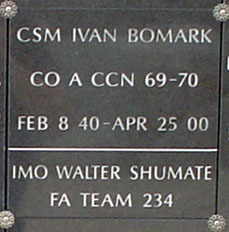 CSM IVAN BOMARK
CO A CCN 69-70
FEB 8 40-APR 25 00
IMO WALTER SHUMATE
FA TEAM 234